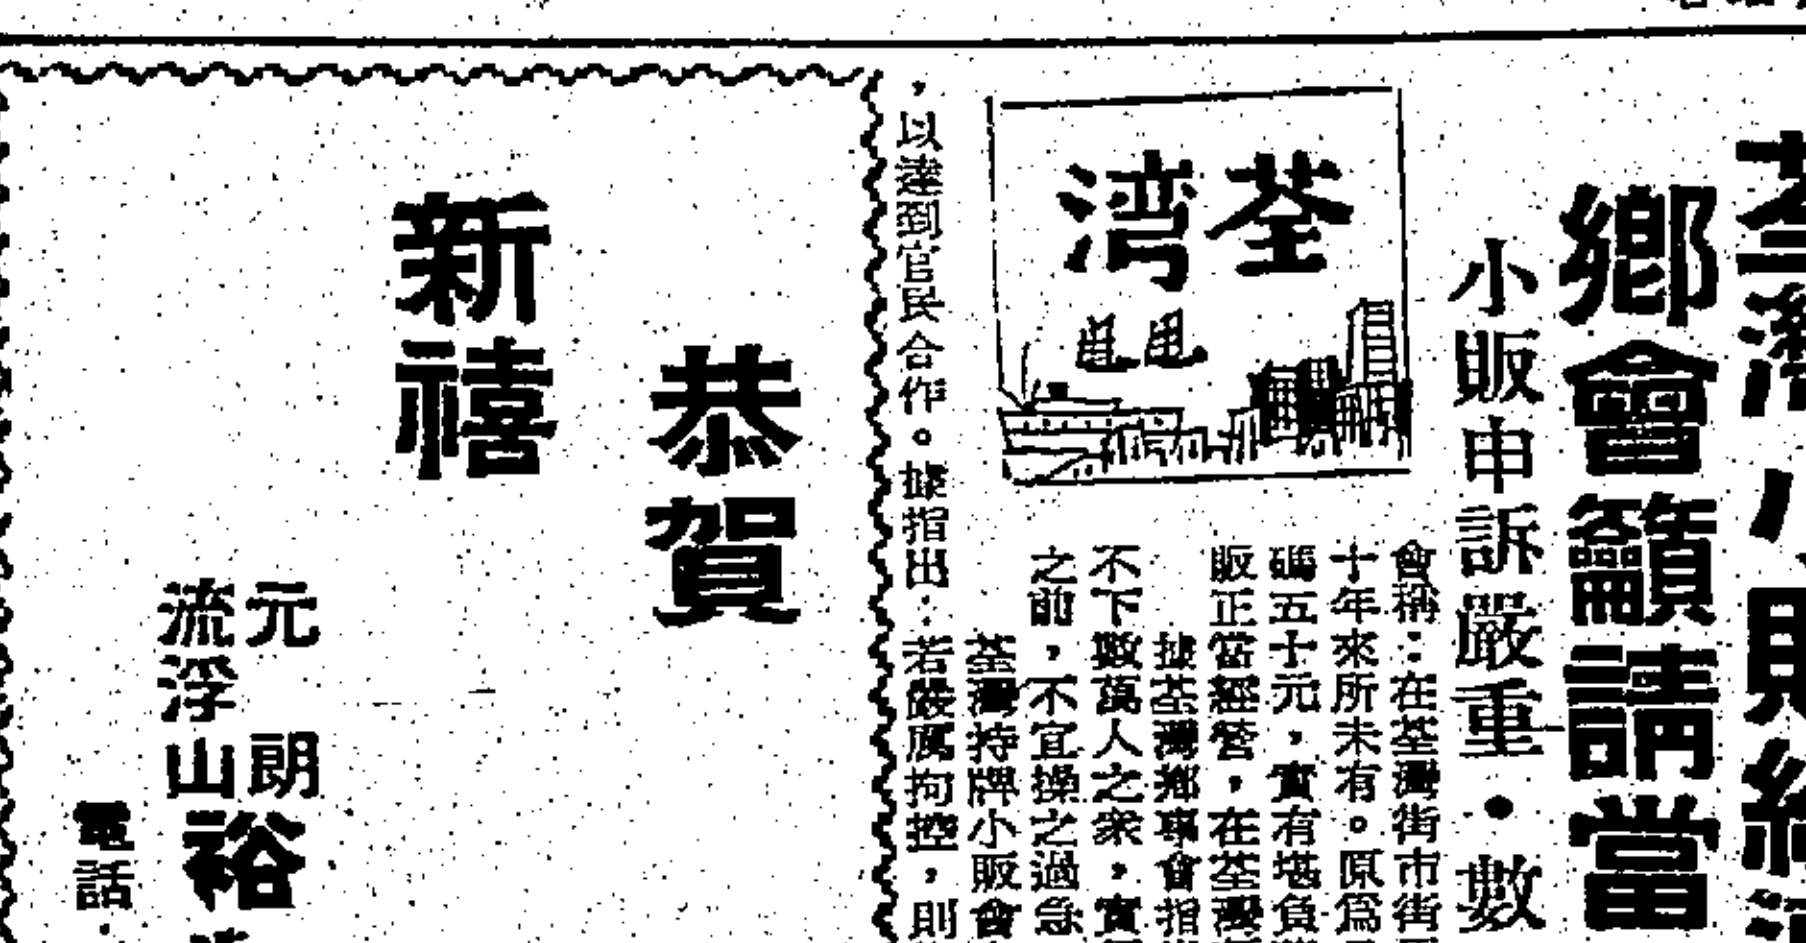 鄉會籲請當
小販申訴嚴重・數
荃湾
會稱：在荃灣街市街
十年來所未有。原為
碼五十元，實有堪負
販正當經營，在荃灣
據荃灣鄉事會指
不下數萬人之衆，實
之前，不宜操之過急
荃灣持牌小販會
，以達到官民合作。據指出：若嚴厲拘控，則
恭賀
新禧
元朗
流浮山
裕
電話